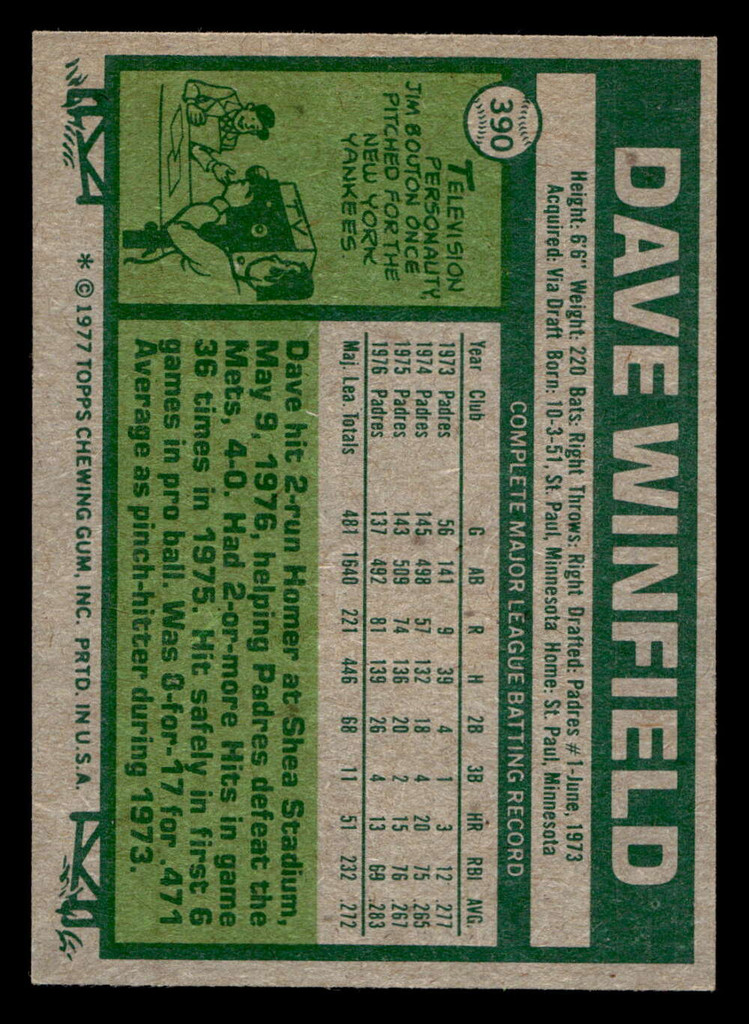 DAVE WINFIELD
Height: 6'6" Weight: 220 Bats: Right Throws: Right Drafted: Padres #1-June, 1973
Acquired: Via Draft Born: 10-3-51, St. Paul, Minnesota Home: St. Paul, Minnesota
390
COMPLETE MAJOR LEAGUE BATTING RECORD
Year Club G AB R H 2B 3B HR RBI AVG.
1973 Padres 56 141 9 39 4 1 3 12 .277
1974 Padres 145 498 57 132 18 4 20 75 .265
1975 Padres 143 509 74 136 20 2 15 76 .267
1976 Padres 137 492 81 139 26 4 13 69 .283
Maj. Lea. Totals 481 1640 221 446 68 11 51 232 .272
TELEVISION
PERSONALITY
JIM BOUTON ONCE
PITCHED FOR THE
NEW YORK
YANKEES.
TV
Dave hit 2-run Homer at Shea Stadium,
May 9, 1976, helping Padres defeat the
Mets, 4-0. Had 2-or-more Hits in game
36 times in 1975. Hit safely in first 6
games in pro ball. Was 8-for-17 for .471
Average as pinch-hitter during 1973.
* © 1977 TOPPS CHEWING GUM, INC. PRTD. IN U.S.A.